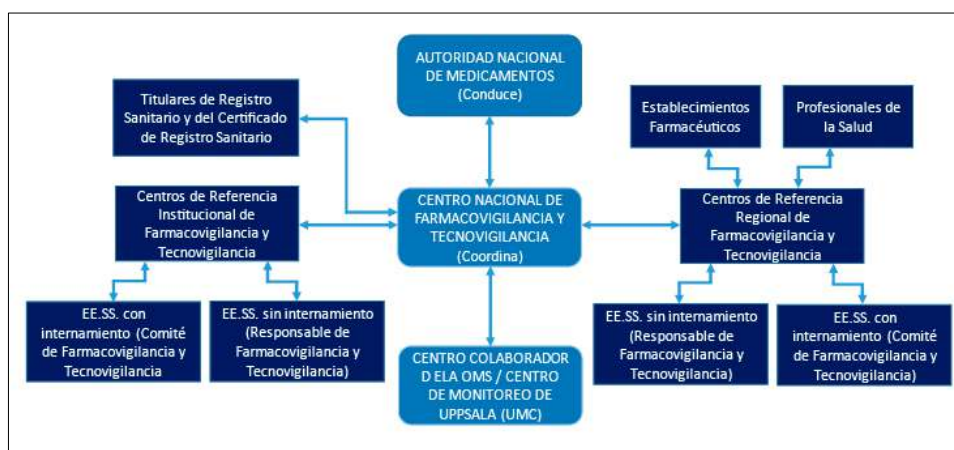 AUTORIDAD NACIONAL
DE MEDICAMENTOS
(Conduce)
Titulares de Registro
Sanitario y del Certificado
de Registro Sanitario
Establecimientos
Farmacéuticos
Profesionales de
la Salud
Centros de Referencia
Institucional de
Farmacovigilancia y
Tecnovigilancia
CENTRO NACIONAL DE
FARMACOVIGILANCIA Y
TECNOVIGILANCIA
(Coordina)
Centros de Referencia
Regional de
Farmacovigilancia y
Tecnovigilancia
EE.SS. con
internamiento (Comité
de Farmacovigilancia y
Tecnovigilancia
EE.SS. sin internamiento
(Responsable de
Farmacovigilancia y
Tecnovigilancia)
CENTRO COLABORADOR
D ELA OMS / CENTRO
DE MONITOREO DE
UPPSALA (UMC)
EE.SS. sin internamiento
(Responsable de
Farmacovigilancia y
Tecnovigilancia)
EE.SS. con
internamiento (Comité
de Farmacovigilancia y
Tecnovigilancia)